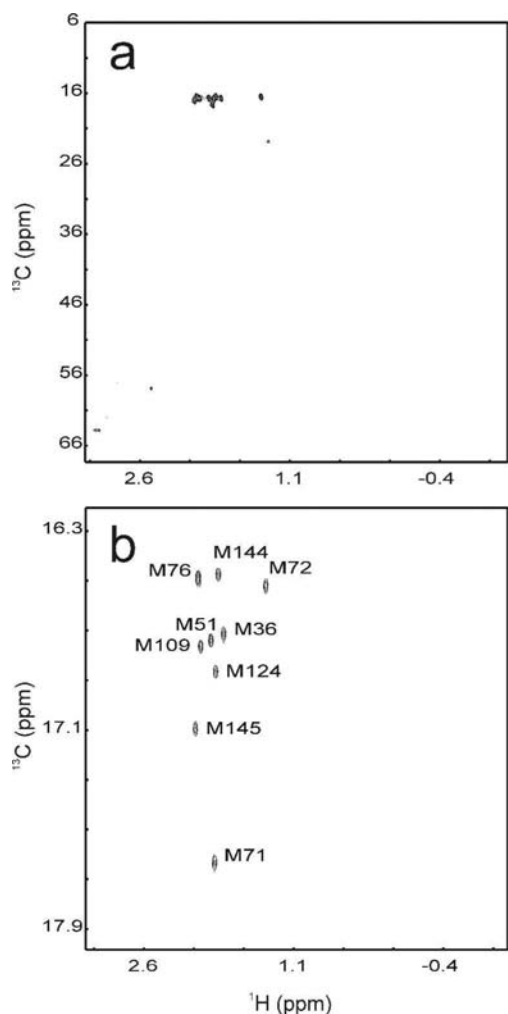 a
6
16
26
36
46
56
66
¹³C (ppm)
2.6 1.1 -0.4
b
16.3
17.1
17.9
¹³C (ppm)
M144
M76 M72
M51 M36
M109
M124
M145
M71
2.6 1.1 -0.4
¹H (ppm)